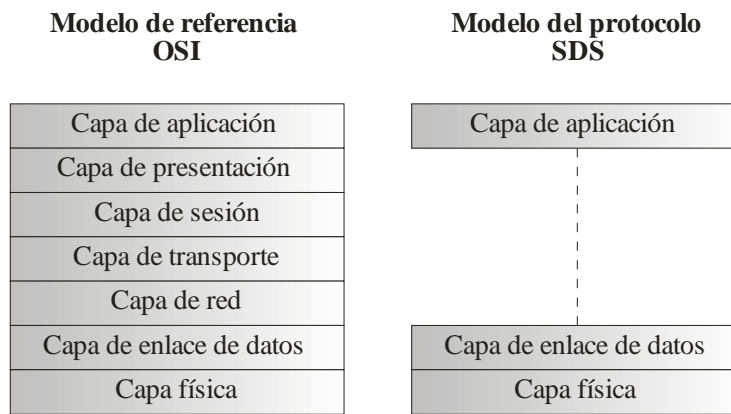 Modelo de referencia
OSI
Capa de aplicación
Capa de presentación
Capa de sesión
Capa de transporte
Capa de red
Capa de enlace de datos
Capa física
Modelo del protocolo
SDS
Capa de aplicación
Capa de enlace de datos
Capa física